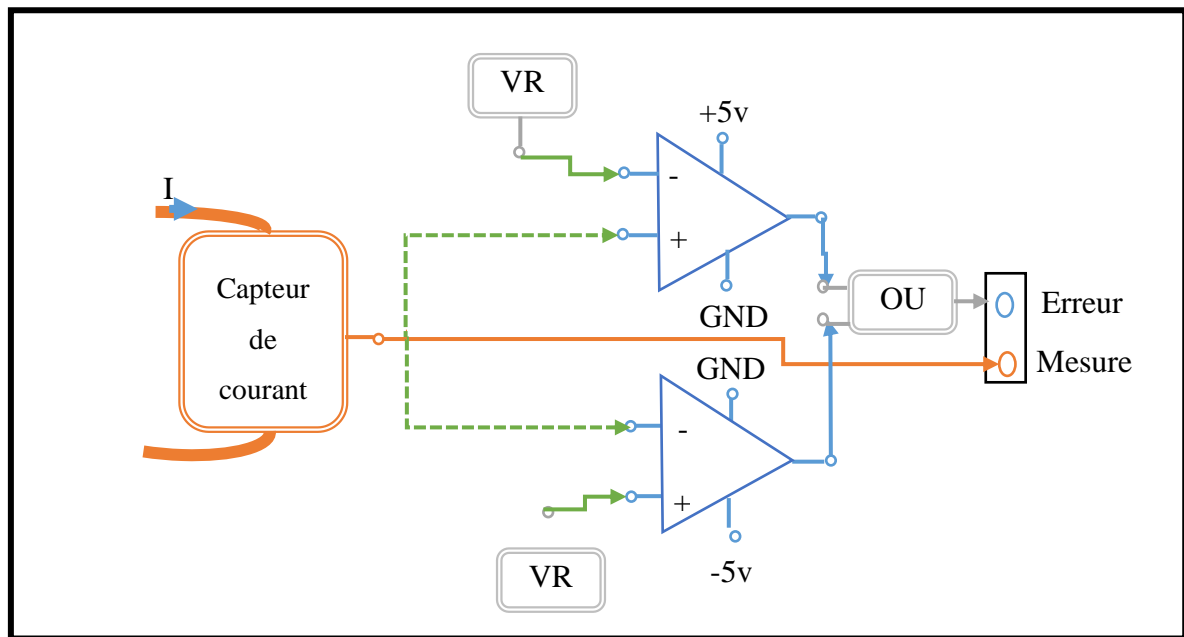 VR
+5v
I
-
+
Capteur
de
courant
GND
OU
Erreur
Mesure
GND
-
+
VR
-5v